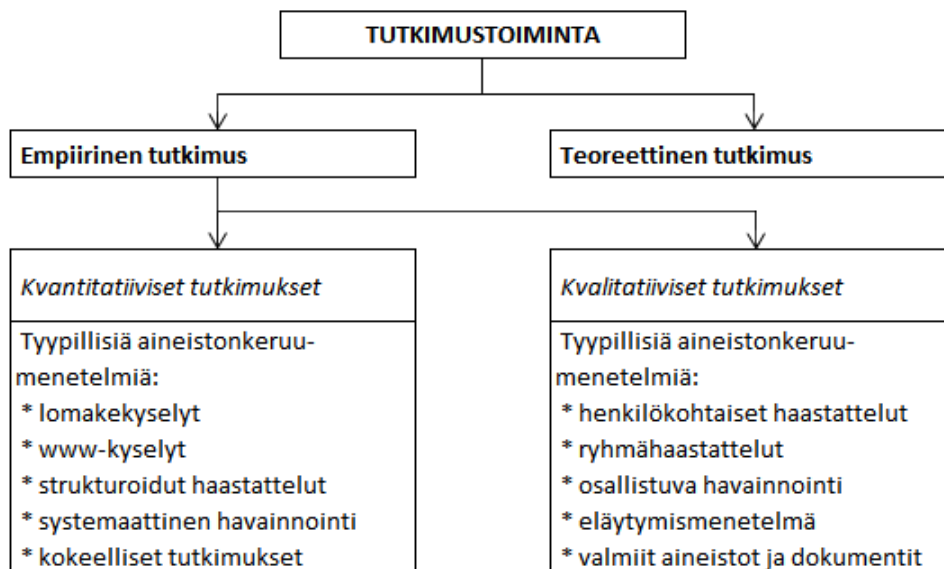 TUTKIMUSTOIMINTA
Empiirinen tutkimus
Teoreettinen tutkimus
Kvantitatiiviset tutkimukset
Tyypillisiä aineistonkeruu-
menetelmiä:
* lomakekyselyt
* www-kyselyt
* strukturoidut haastattelut
* systemaattinen havainnointi
* kokeelliset tutkimukset
Kvalitatiiviset tutkimukset
Tyypillisiä aineistonkeruu-
menetelmiä:
* henkilökohtaiset haastattelut
* ryhmähaastattelut
* osallistuva havainnointi
* eläytymismenetelmä
* valmiit aineistot ja dokumentit